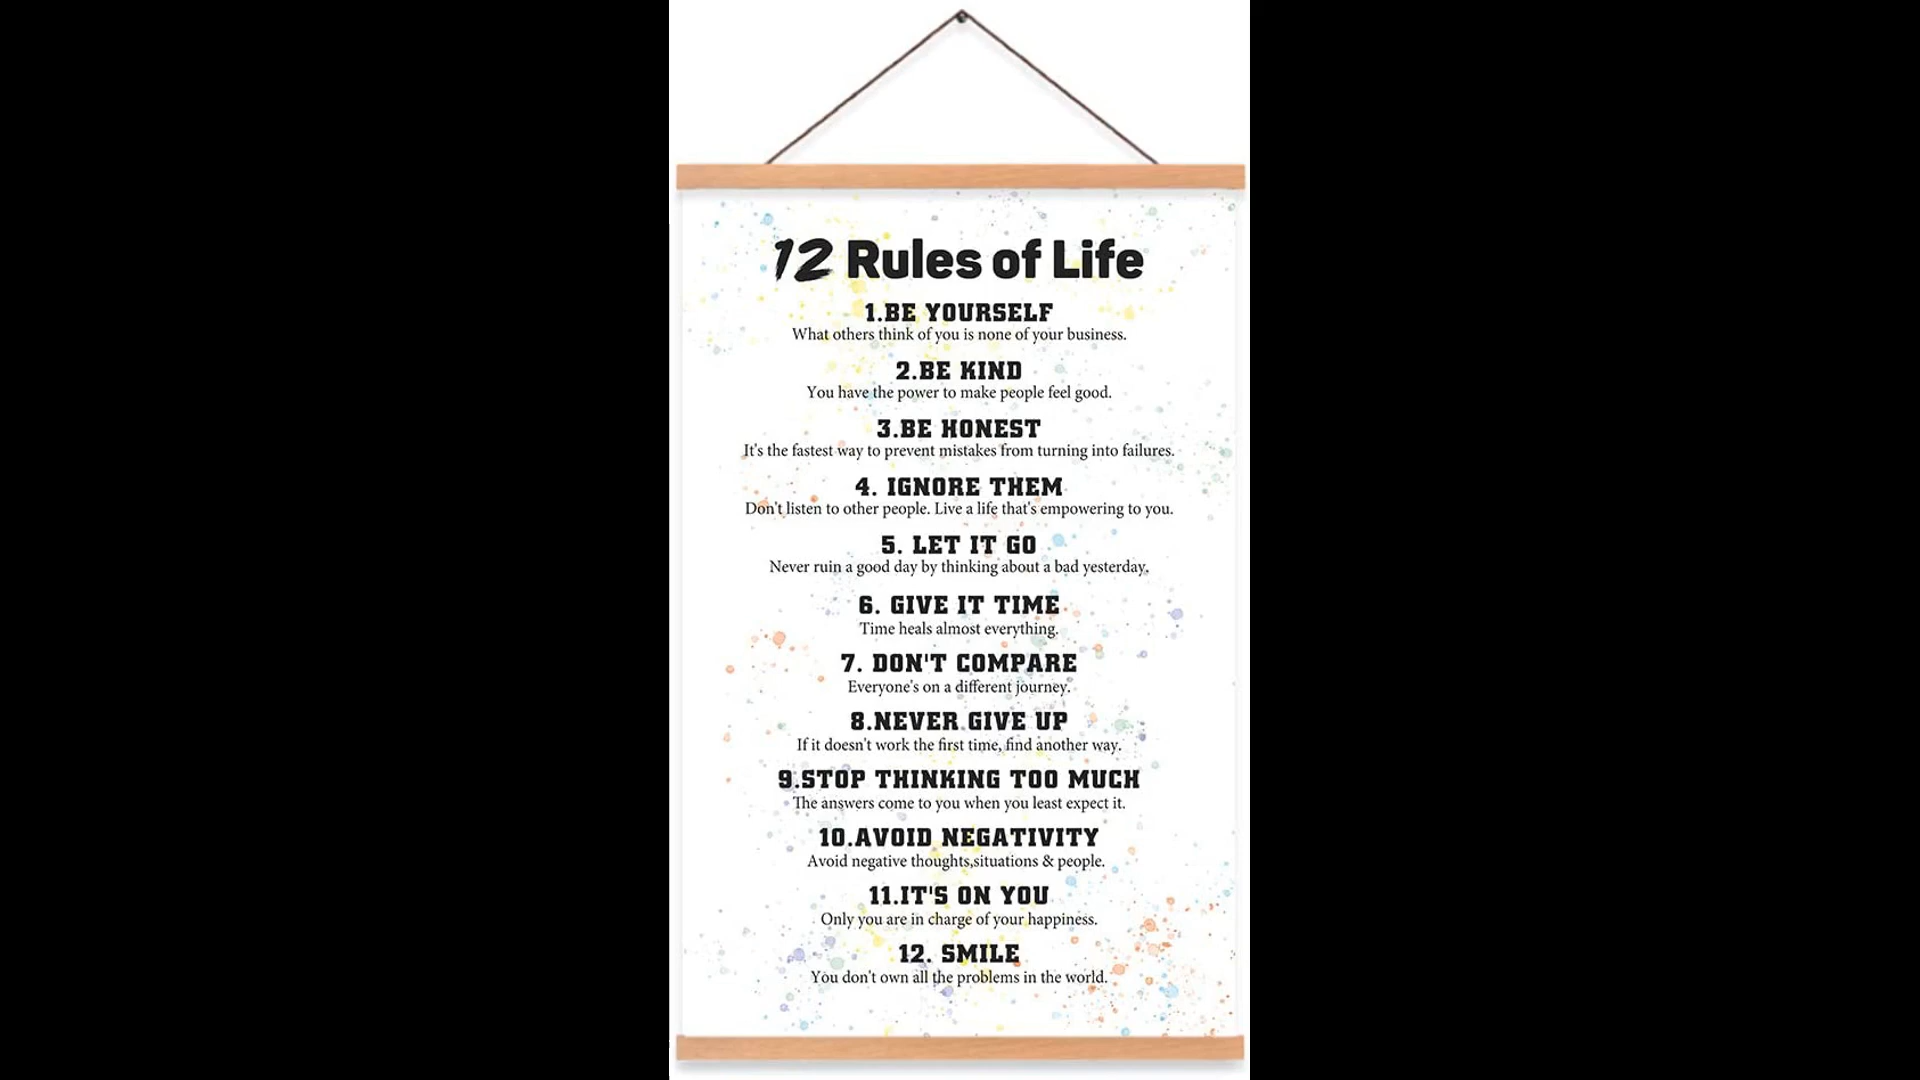 12 Rules of Life
1.BE YOURSELF
What others think of you is none of your business.
2.BE KIND
You have the power to make people feel good.
3.BE HONEST
It's the fastest way to prevent mistakes from turning into failures.
4. IGNORE THEM
Don't listen to other people. Live a life that's empowering to you.
5. LET IT GO
Never ruin a good day by thinking about a bad yesterday.
6. GIVE IT TIME
Time heals almost everything.
7. DON'T COMPARE
Everyone's on a different journey.
8.NEVER GIVE UP
If it doesn't work the first time, find another way.
9.STOP THINKING TOO MUCH
The answers come to you when you least expect it.
10.AVOID NEGATIVITY
Avoid negative thoughts,situations & people.
11.IT'S ON YOU
Only you are in charge of your happiness.
12. SMILE
You don't own all the problems in the world.